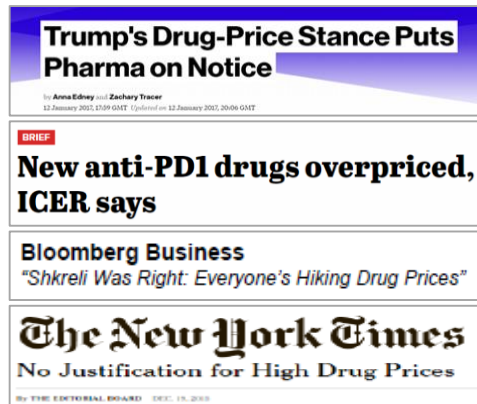 Trump's Drug-Price Stance Puts
Pharma on Notice
by Anna Edney and Zachary Tracer
12 January 2017, 17:59 GMT Updated on 12 January 2017, 20:06 GMT
BRIEF
New anti-PD1 drugs overpriced,
ICER says
Bloomberg Business
“Shkreli Was Right: Everyone’s Hiking Drug Prices”
The New York Times
No Justification for High Drug Prices
By THE EDITORIAL BOARD DEC. 19,